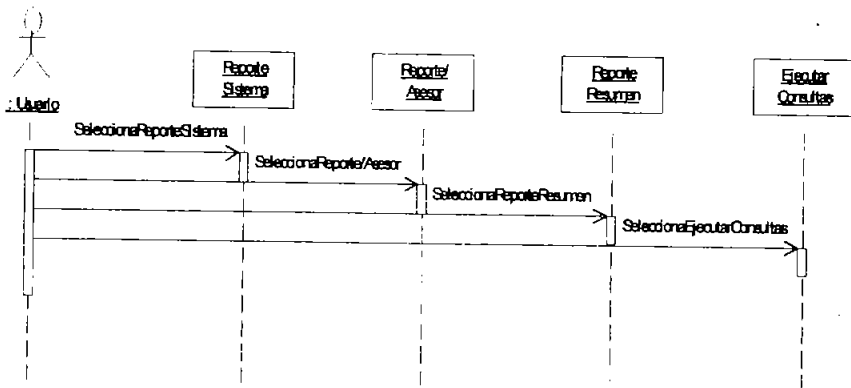 : Usuario
Reporte
Sistema
Reporte/
Asesor
Reporte
Resumen
Ejecutar
Consultas
SeleccionaReporteSistema
SeleccionaReporte/Asesor
SeleccionaReporteResumen
SeleccionaEjecutarConsultas